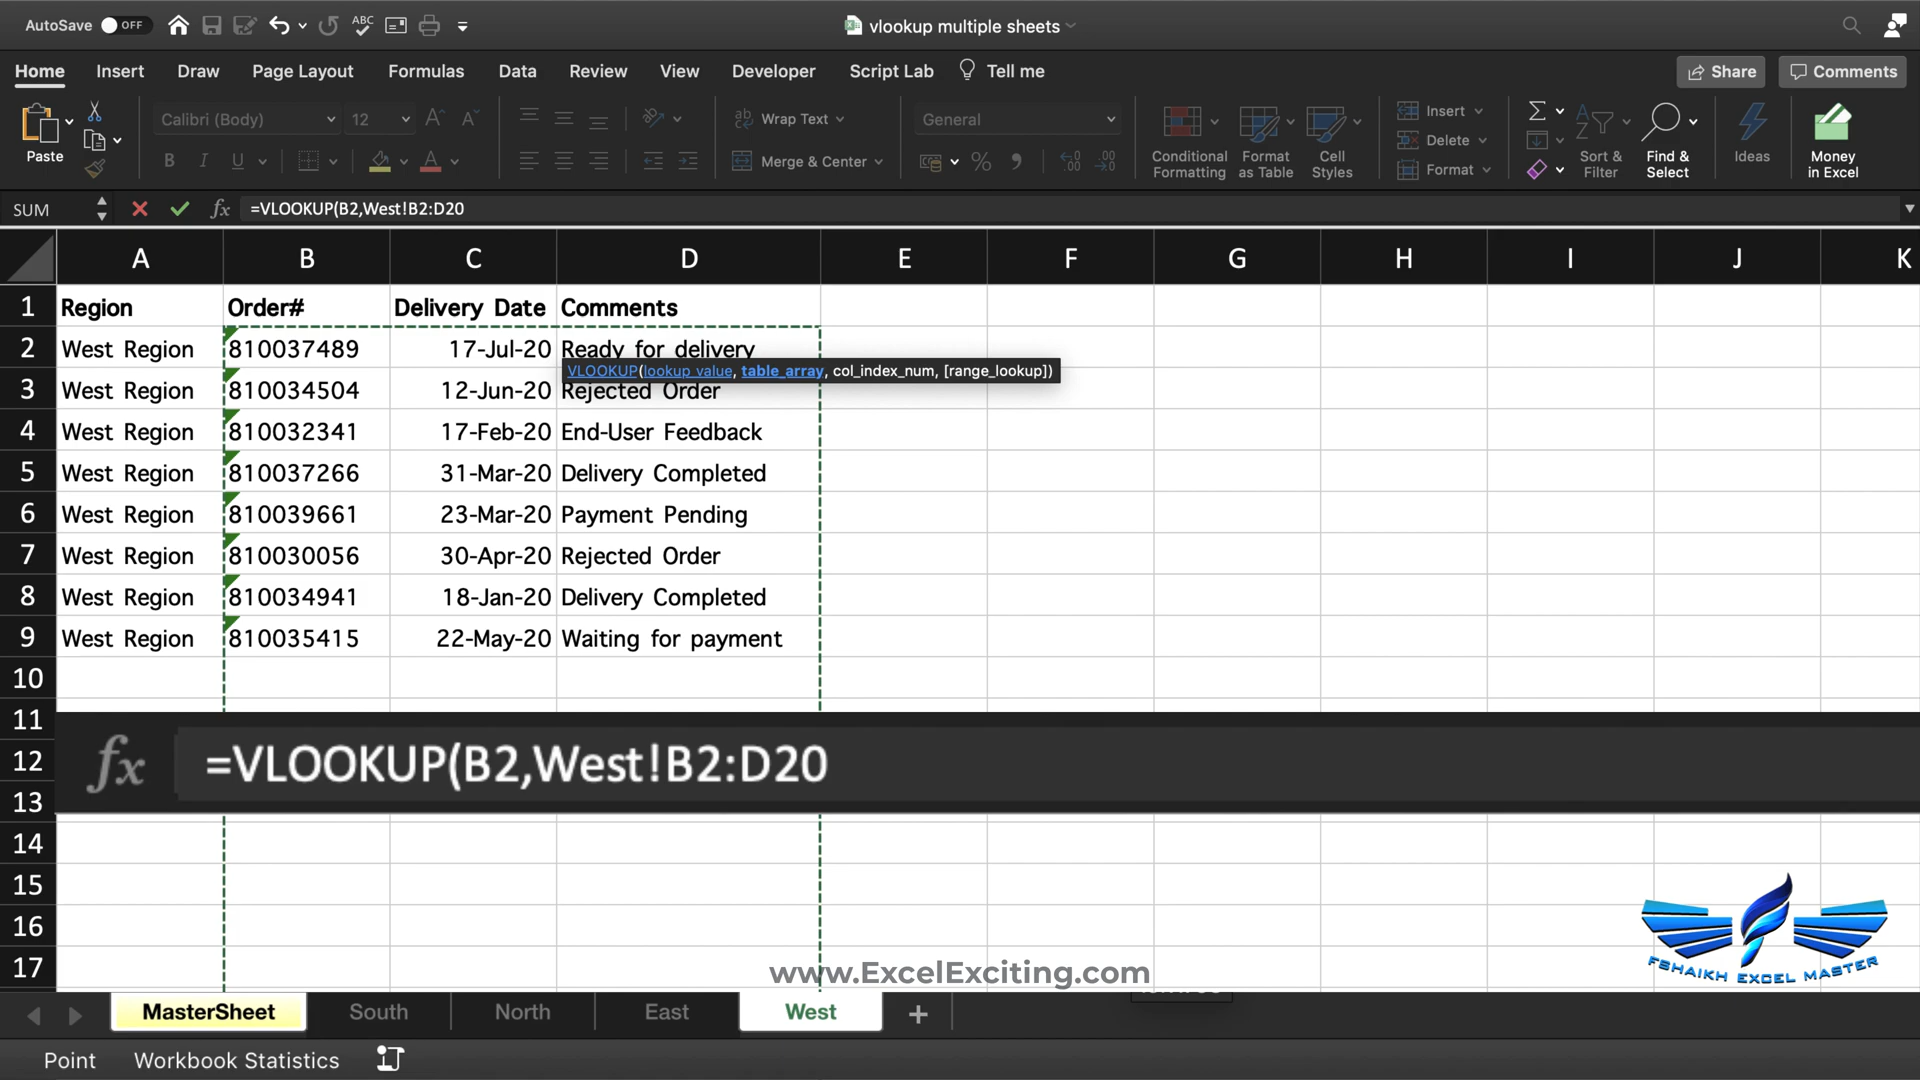 AutoSave OFF ABC vlookup multiple sheets
Home Insert Draw Page Layout Formulas Data Review View Developer Script Lab Tell me Share Comments
Paste Calibri (Body) 12 A A Wrap Text General Conditional Formatting Format as Table Cell Styles Insert Sort & Filter Find & Select Ideas Money in Excel
B I U A Merge & Center % Delete
Format
SUM fx =VLOOKUP(B2,West!B2:D20
A B C D E F G H I J K
1 Region Order# Delivery Date Comments
2 West Region 810037489 17-Jul-20 Ready for delivery
VLOOKUP(lookup_value, table_array, col_index_num, [range_lookup])
3 West Region 810034504 12-Jun-20 Rejected Order
4 West Region 810032341 17-Feb-20 End-User Feedback
5 West Region 810037266 31-Mar-20 Delivery Completed
6 West Region 810039661 23-Mar-20 Payment Pending
7 West Region 810030056 30-Apr-20 Rejected Order
8 West Region 810034941 18-Jan-20 Delivery Completed
9 West Region 810035415 22-May-20 Waiting for payment
10
11
12 fx =VLOOKUP(B2,West!B2:D20
13
14
15
16
17
FSHAIKH EXCEL MASTER
www.ExcelExciting.com
MasterSheet South North East West +
Point Workbook Statistics